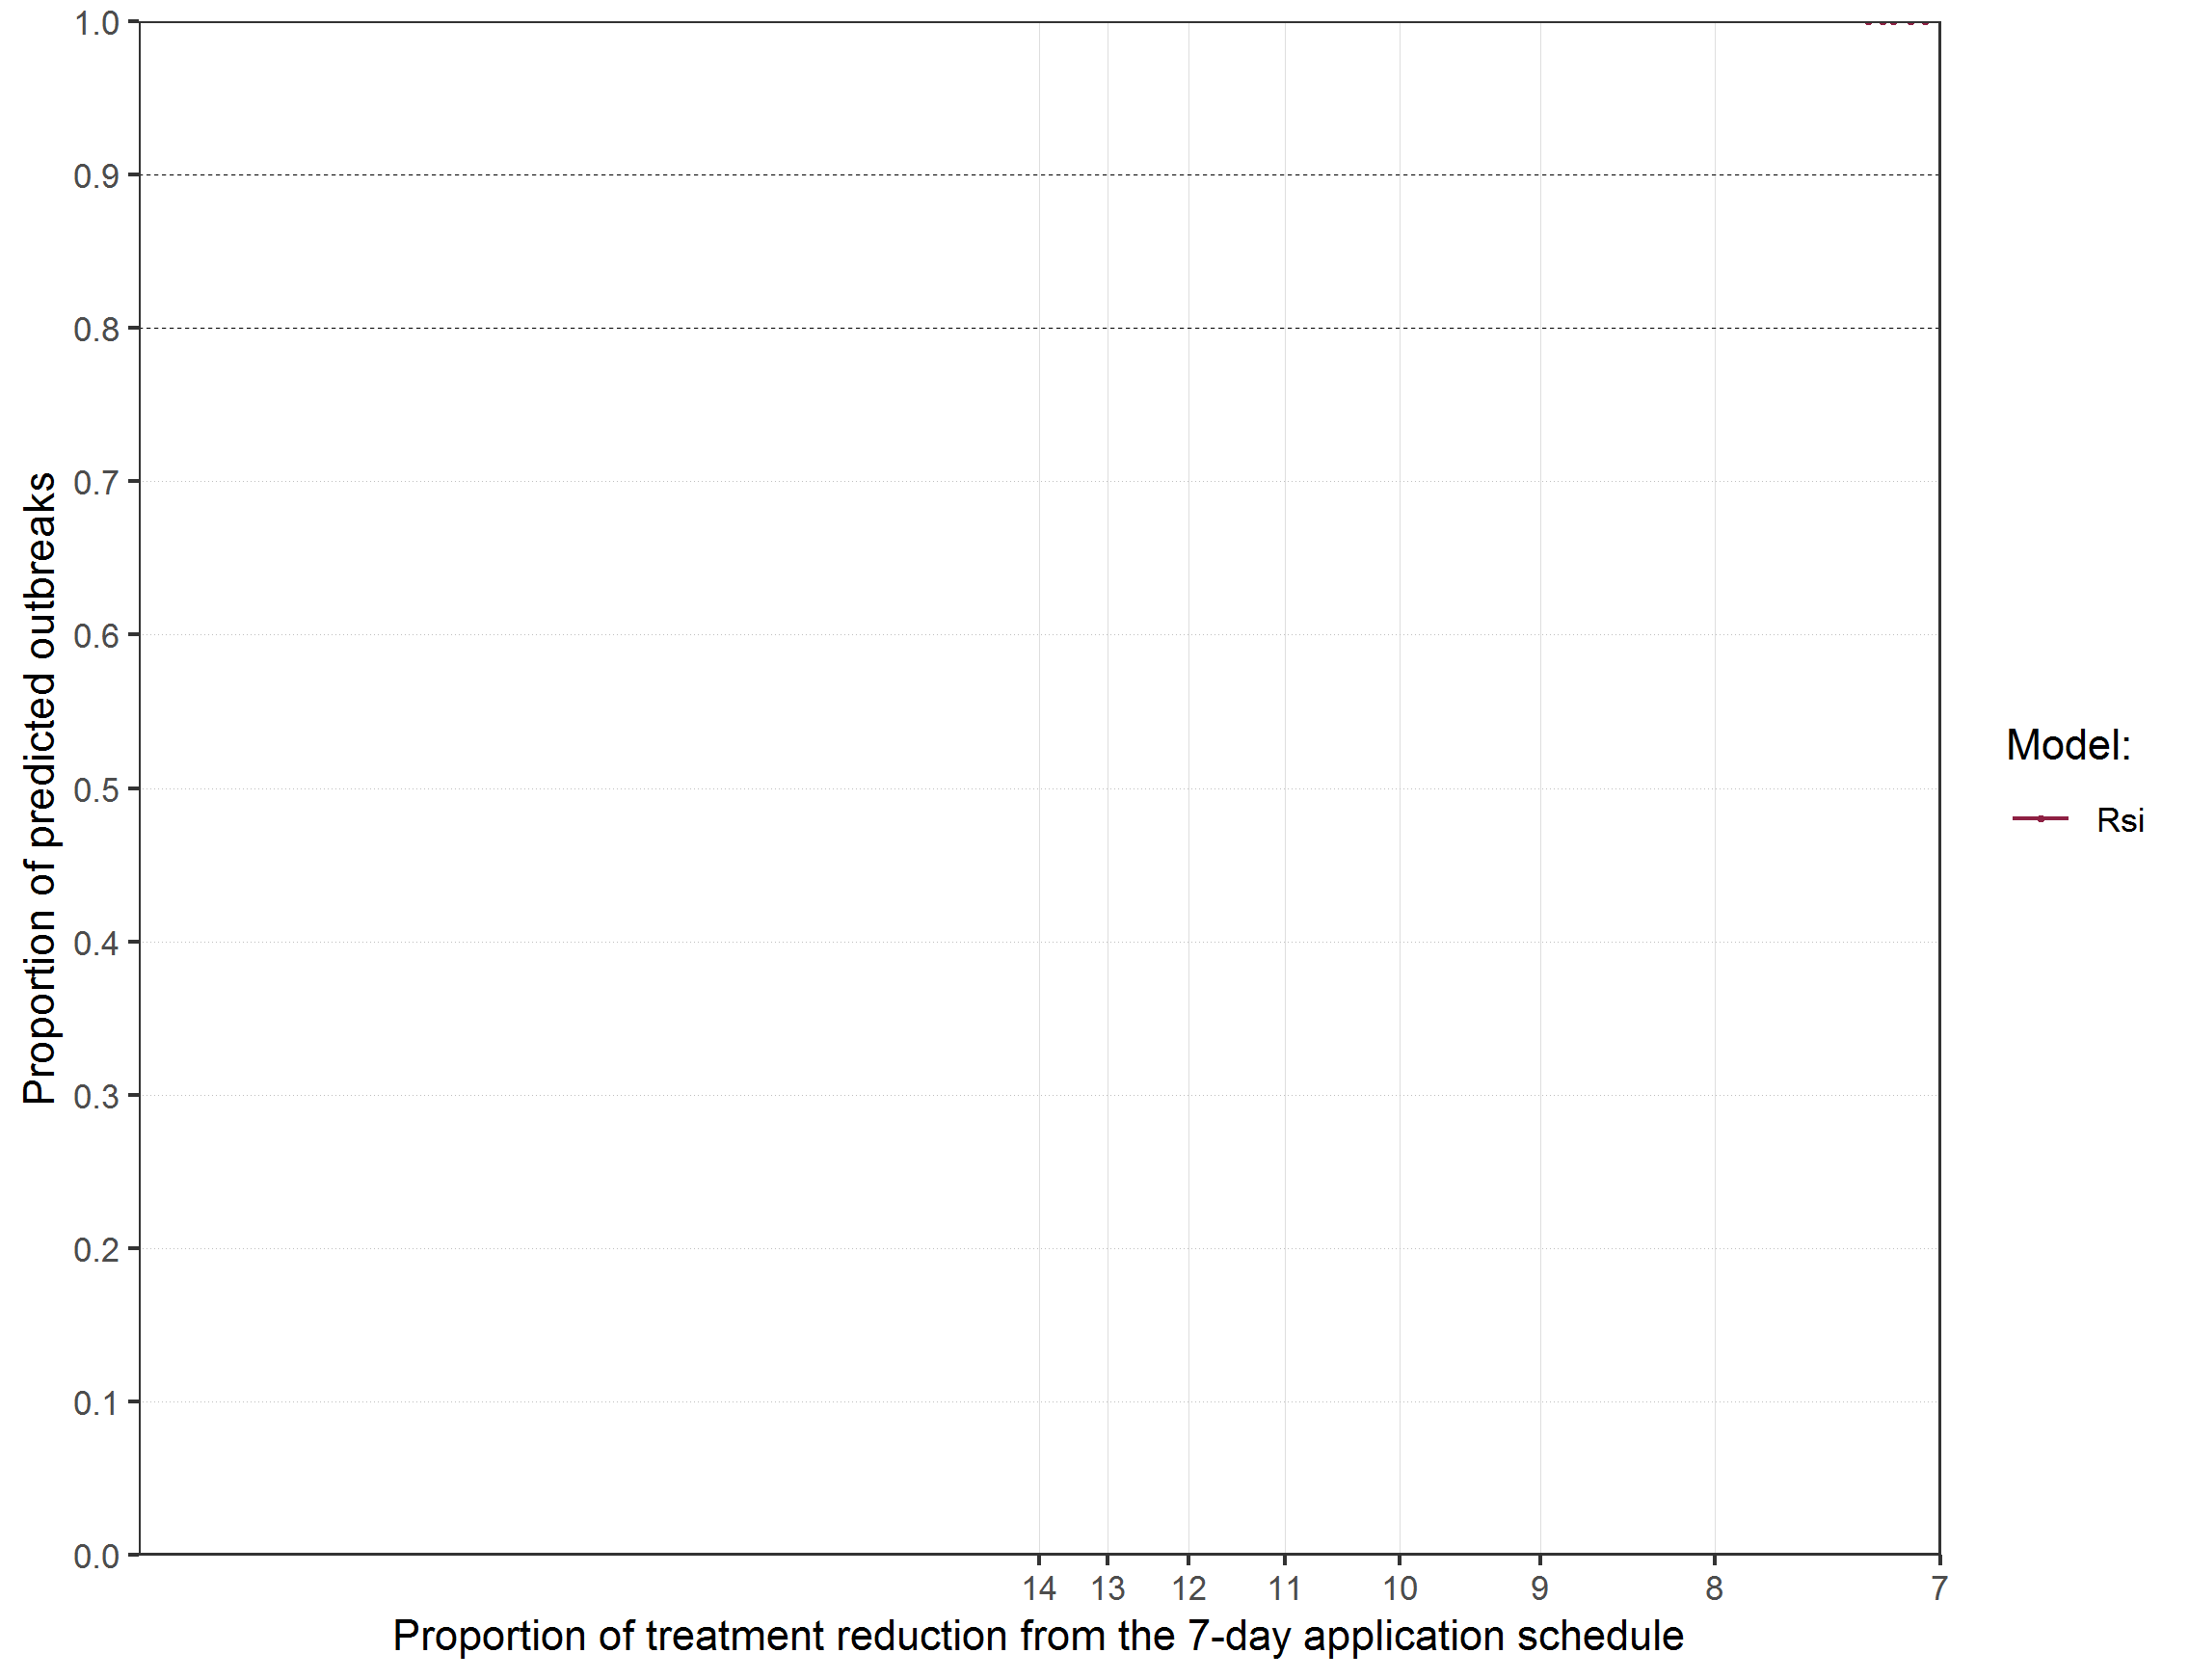 1.0
0.9
0.8
0.7
0.6
0.5
0.4
0.3
0.2
0.1
0.0
Proportion of predicted outbreaks
14 13 12 11 10 9 8 7
Proportion of treatment reduction from the 7-day application schedule
Model:
Rsi